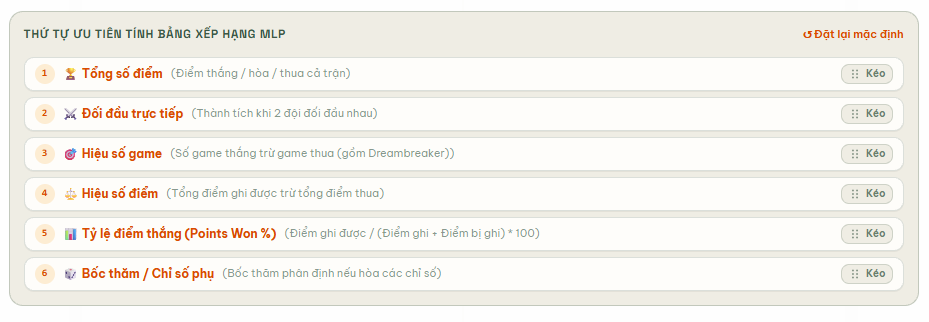 THỨ TỰ ƯU TIÊN TÍNH BẢNG XẾP HẠNG MLP
↺ Đặt lại mặc định
1 Tổng số điểm (Điểm thắng / hòa / thua cả trận) Kéo
2 Đối đầu trực tiếp (Thành tích khi 2 đội đối đầu nhau) Kéo
3 Hiệu số game (Số game thắng trừ game thua (gồm Dreambreaker)) Kéo
4 Hiệu số điểm (Tổng điểm ghi được trừ tổng điểm thua) Kéo
5 Tỷ lệ điểm thắng (Points Won %) (Điểm ghi được / (Điểm ghi + Điểm bị ghi) * 100) Kéo
6 Bốc thăm / Chỉ số phụ (Bốc thăm phân định nếu hòa các chỉ số) Kéo